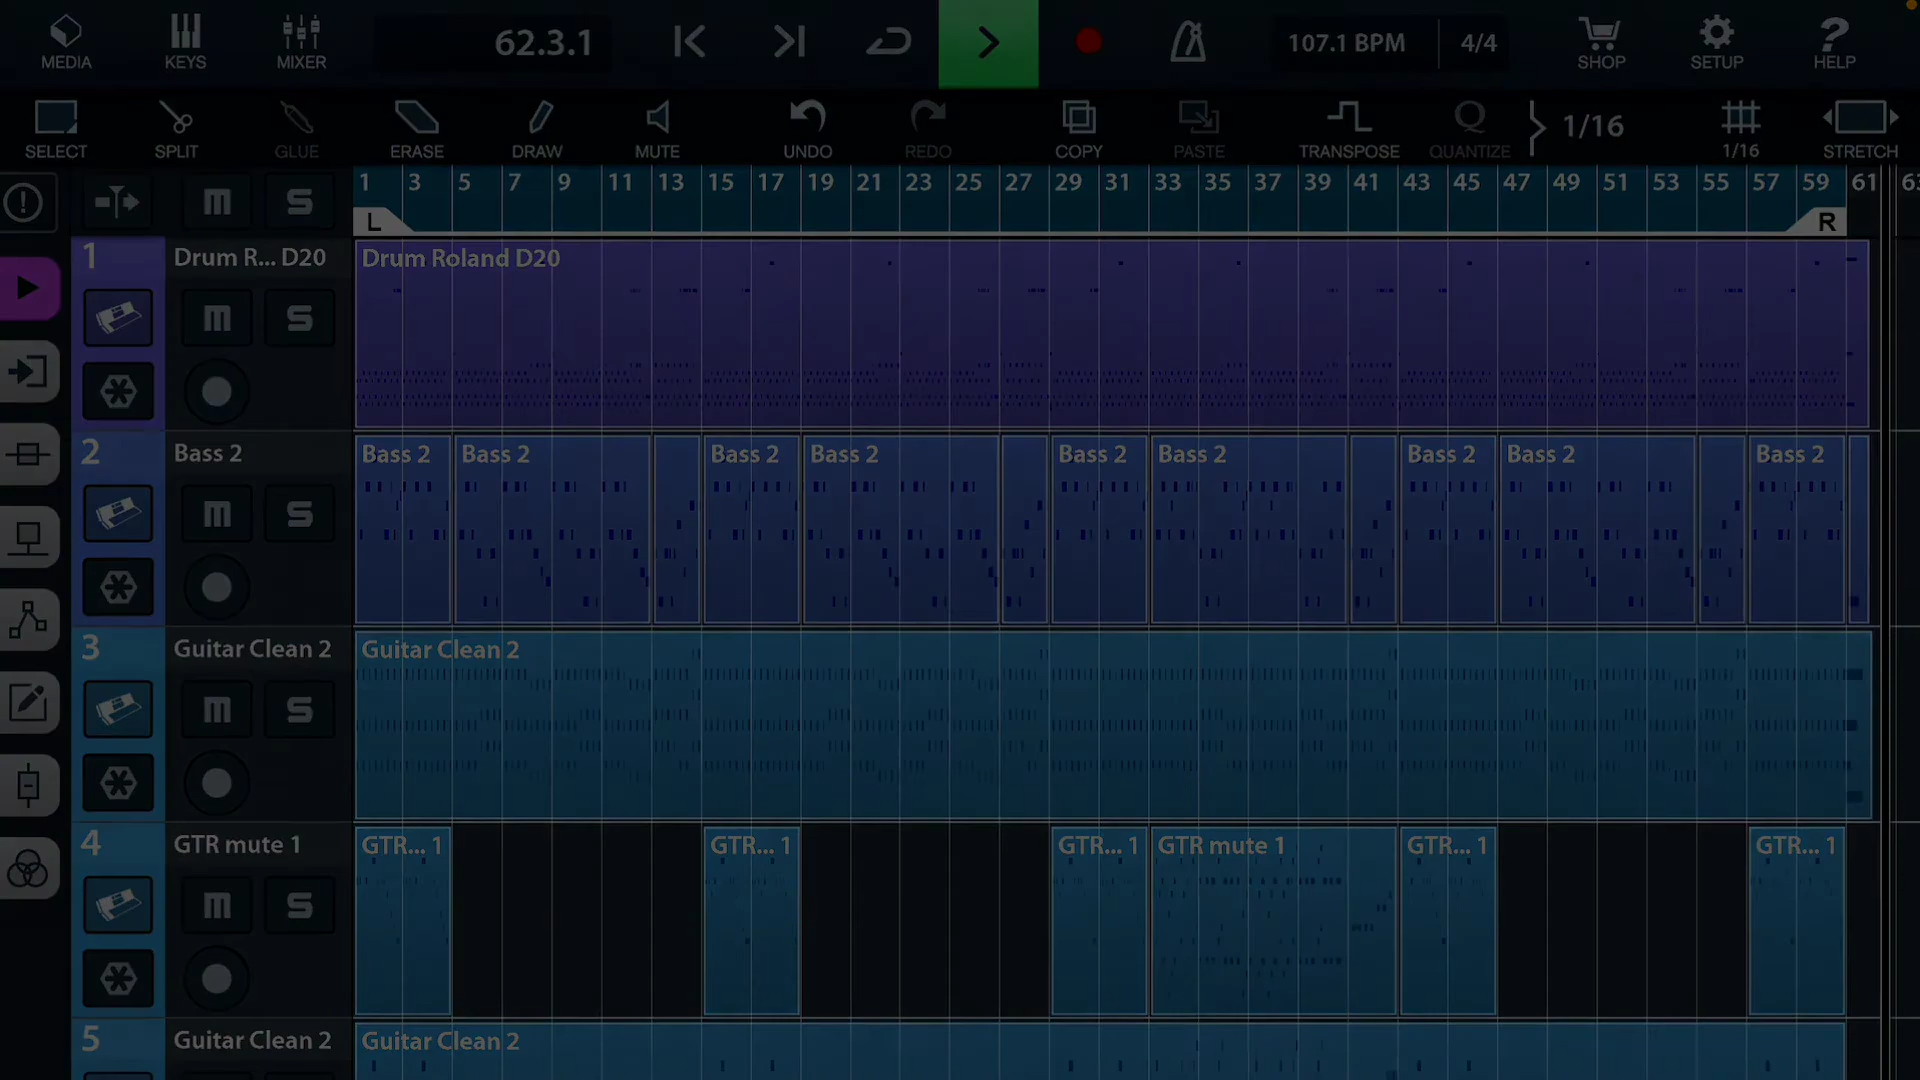 62.3.1
107.1 BPM 4/4
MEDIA KEYS MIXER SHOP SETUP HELP
1/16
SELECT SPLIT GLUE ERASE DRAW MUTE UNDO REDO COPY PASTE TRANSPOSE QUANTIZE 1/16 STRETCH
M S 1 3 5 7 9 11 13 15 17 19 21 23 25 27 29 31 33 35 37 39 41 43 45 47 49 51 53 55 57 59 61
L R
1 Drum R... D20 Drum Roland D20
M S
2 Bass 2 Bass 2 Bass 2 Bass 2 Bass 2 Bass 2 Bass 2 Bass 2 Bass 2 Bass 2
M S
3 Guitar Clean 2 Guitar Clean 2
M S
4 GTR mute 1 GTR... 1 GTR... 1 GTR... 1 GTR mute 1 GTR... 1 GTR... 1
M S
5 Guitar Clean 2 Guitar Clean 2